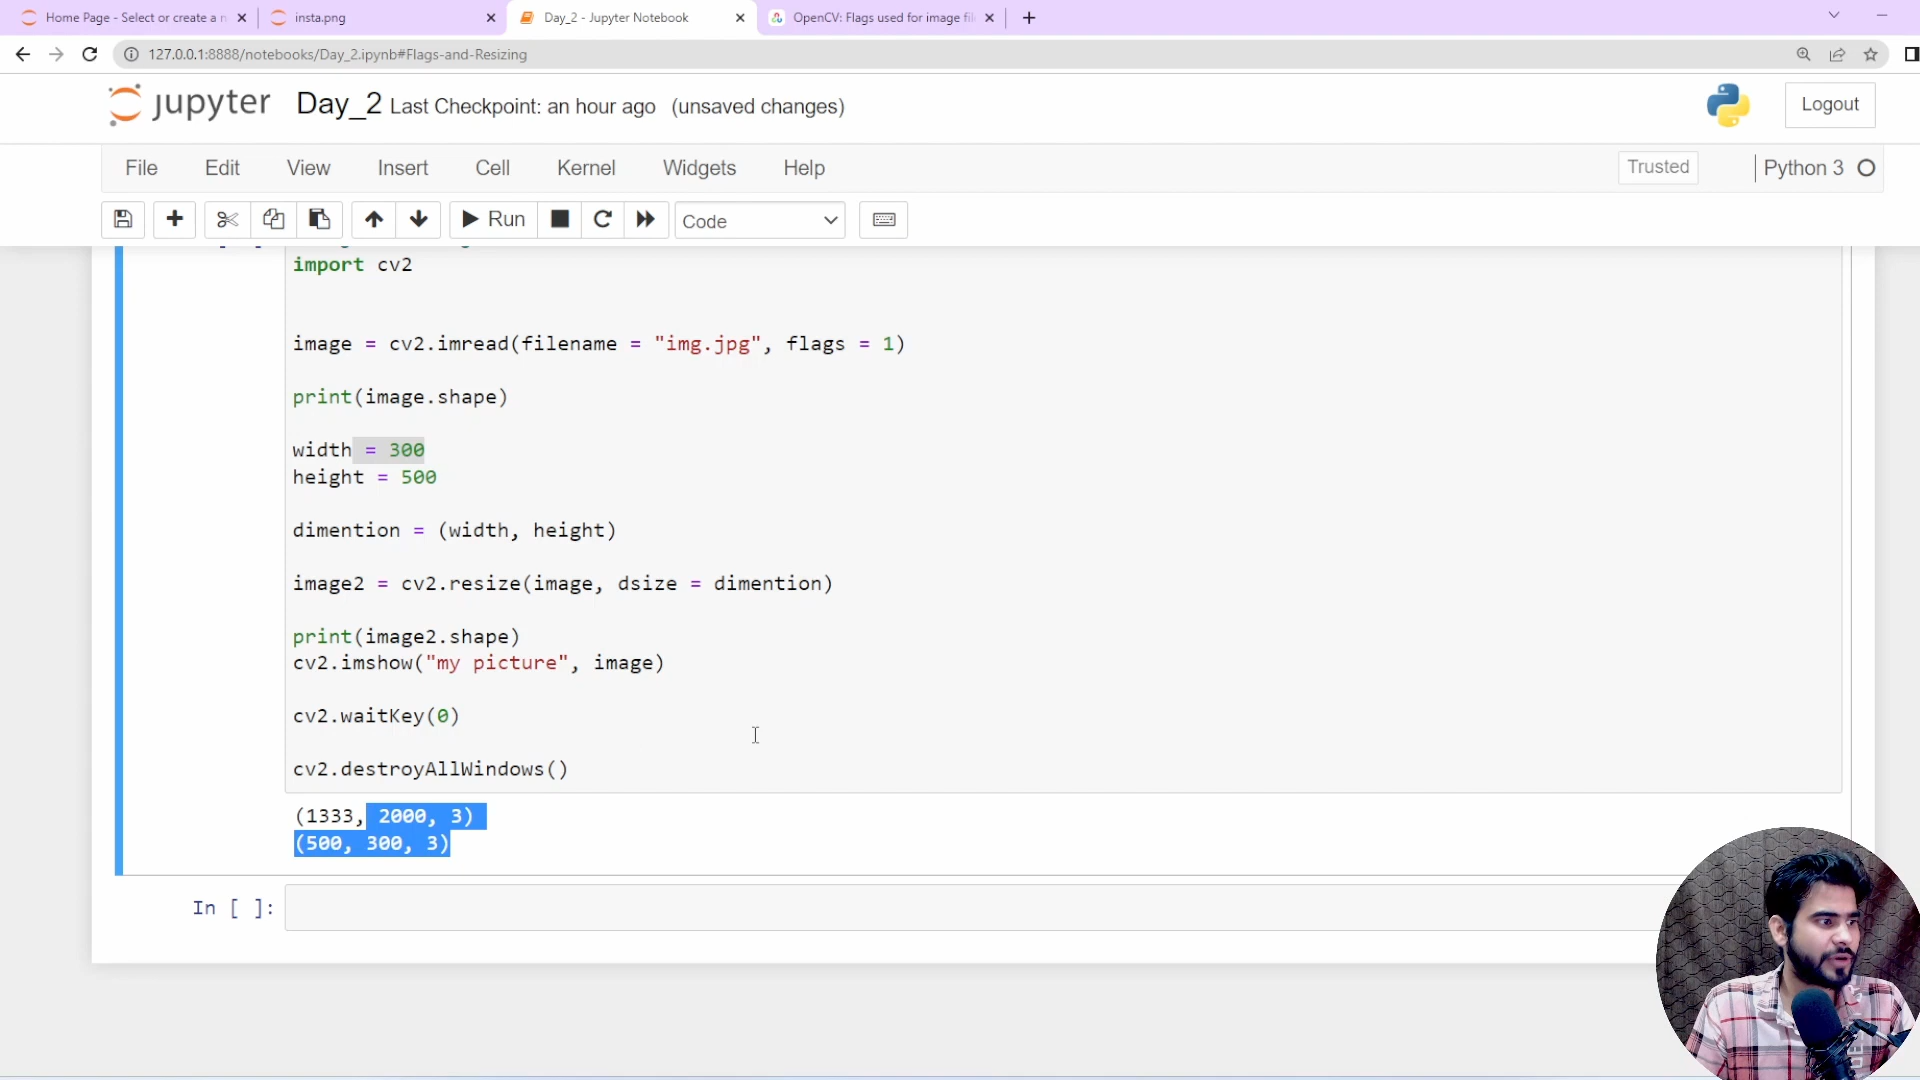 Home Page - Select or create a n
insta.png
Day_2 - Jupyter Notebook
OpenCV: Flags used for image fil
127.0.0.1:8888/notebooks/Day_2.ipynb#Flags-and-Resizing
jupyter Day_2 Last Checkpoint: an hour ago (unsaved changes)
Logout
File Edit View Insert Cell Kernel Widgets Help
Trusted Python 3
Run Code
import cv2
image = cv2.imread(filename = "img.jpg", flags = 1)
print(image.shape)
width = 300
height = 500
dimention = (width, height)
image2 = cv2.resize(image, dsize = dimention)
print(image2.shape)
cv2.imshow("my picture", image)
cv2.waitKey(0)
cv2.destroyAllWindows()
(1333, 2000, 3)
(500, 300, 3)
In [ ]: